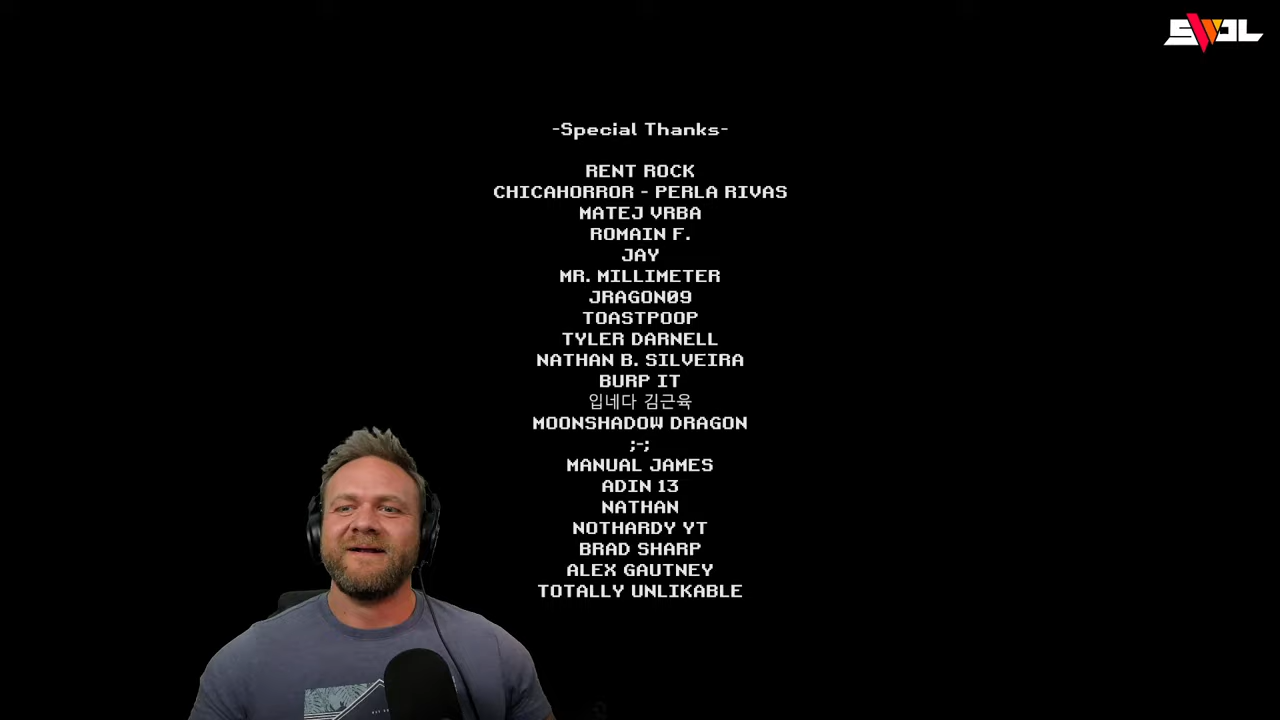 SWOL
-Special Thanks-
RENT ROCK
CHICAHORROR - PERLA RIVAS
MATEJ VRBA
ROMAIN F.
JAY
MR. MILLIMETER
JRAGON09
TOASTPOOP
TYLER DARNELL
NATHAN B. SILVEIRA
BURP IT
입네다 김근육
MOONSHADOW DRAGON
;-;
MANUAL JAMES
ADIN 13
NATHAN
NOTHARDY YT
BRAD SHARP
ALEX GAUTNEY
TOTALLY UNLIKABLE